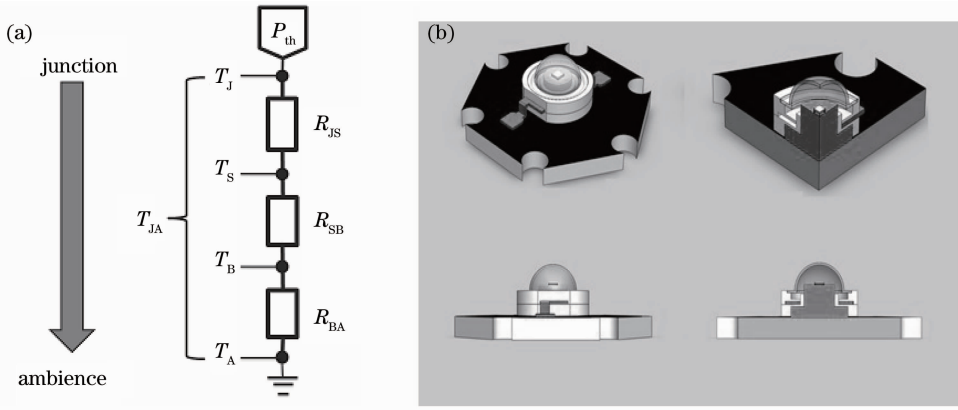 (a)
P_th
junction
T_J
R_JS
T_S
T_JA
R_SB
T_B
R_BA
T_A
ambience
(b)